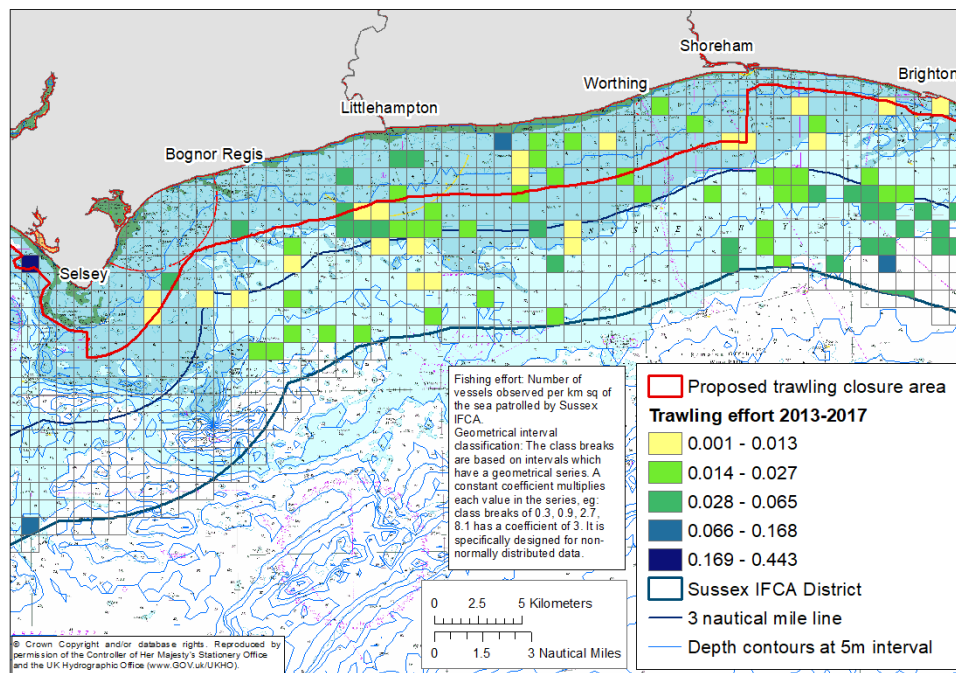 Shoreham
Brighton
Worthing
Littlehampton
Bognor Regis
Selsey
S U S S E X B A Y
Fishing effort: Number of
vessels observed per km sq of
the sea patrolled by Sussex
IFCA.
Geometrical interval
classification: The class breaks
are based on intervals which
have a geometrical series. A
constant coefficient multiplies
each value in the series, eg:
class breaks of 0.3, 0.9, 2.7,
8.1 has a coefficient of 3. It is
specifically designed for non-
normally distributed data.
Proposed trawling closure area
Trawling effort 2013-2017
0.001 - 0.013
0.014 - 0.027
0.028 - 0.065
0.066 - 0.168
0.169 - 0.443
Sussex IFCA District
3 nautical mile line
Depth contours at 5m interval
0 2.5 5 Kilometers
0 1.5 3 Nautical Miles
© Crown Copyright and/or database rights. Reproduced by
permission of the Controller of Her Majesty's Stationery Office
and the UK Hydrographic Office (www.GOV.uk/UKHO).